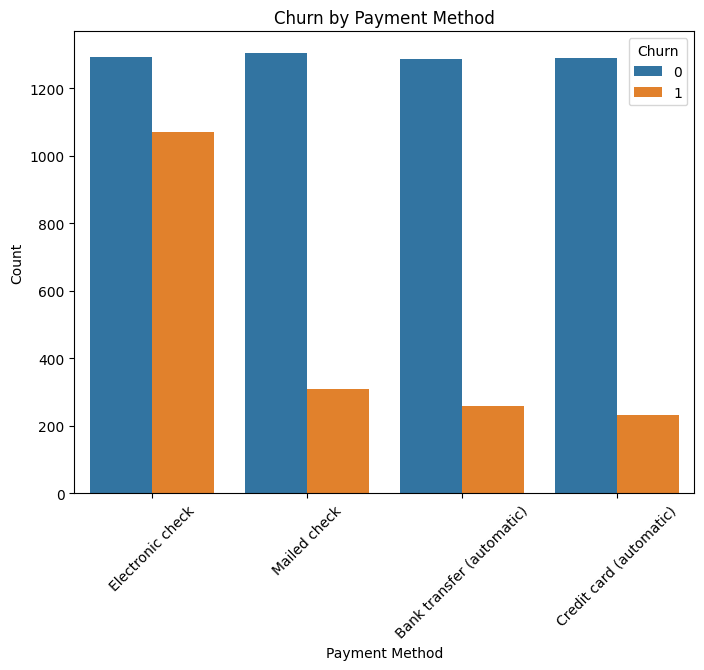 Churn by Payment Method
Churn
0
1
1200
1000
800
600
400
200
0
Count
Electronic check
Mailed check
Bank transfer (automatic)
Credit card (automatic)
Payment Method